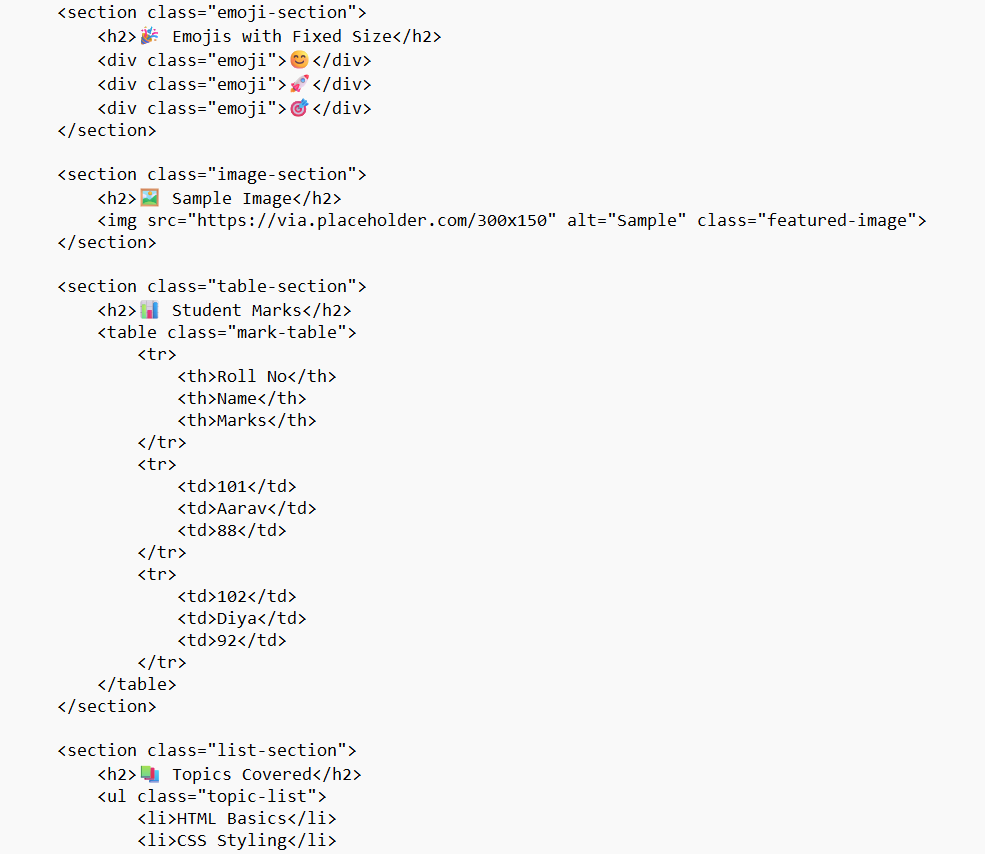 <section class="emoji-section">
    <h2>🎉 Emojis with Fixed Size</h2>
    <div class="emoji">😊</div>
    <div class="emoji">🚀</div>
    <div class="emoji">🎯</div>
</section>

<section class="image-section">
    <h2>🖼️ Sample Image</h2>
    <img src="https://via.placeholder.com/300x150" alt="Sample" class="featured-image">
</section>

<section class="table-section">
    <h2>📊 Student Marks</h2>
    <table class="mark-table">
        <tr>
            <th>Roll No</th>
            <th>Name</th>
            <th>Marks</th>
        </tr>
        <tr>
            <td>101</td>
            <td>Aarav</td>
            <td>88</td>
        </tr>
        <tr>
            <td>102</td>
            <td>Diya</td>
            <td>92</td>
        </tr>
    </table>
</section>

<section class="list-section">
    <h2>📚 Topics Covered</h2>
    <ul class="topic-list">
        <li>HTML Basics</li>
        <li>CSS Styling</li>